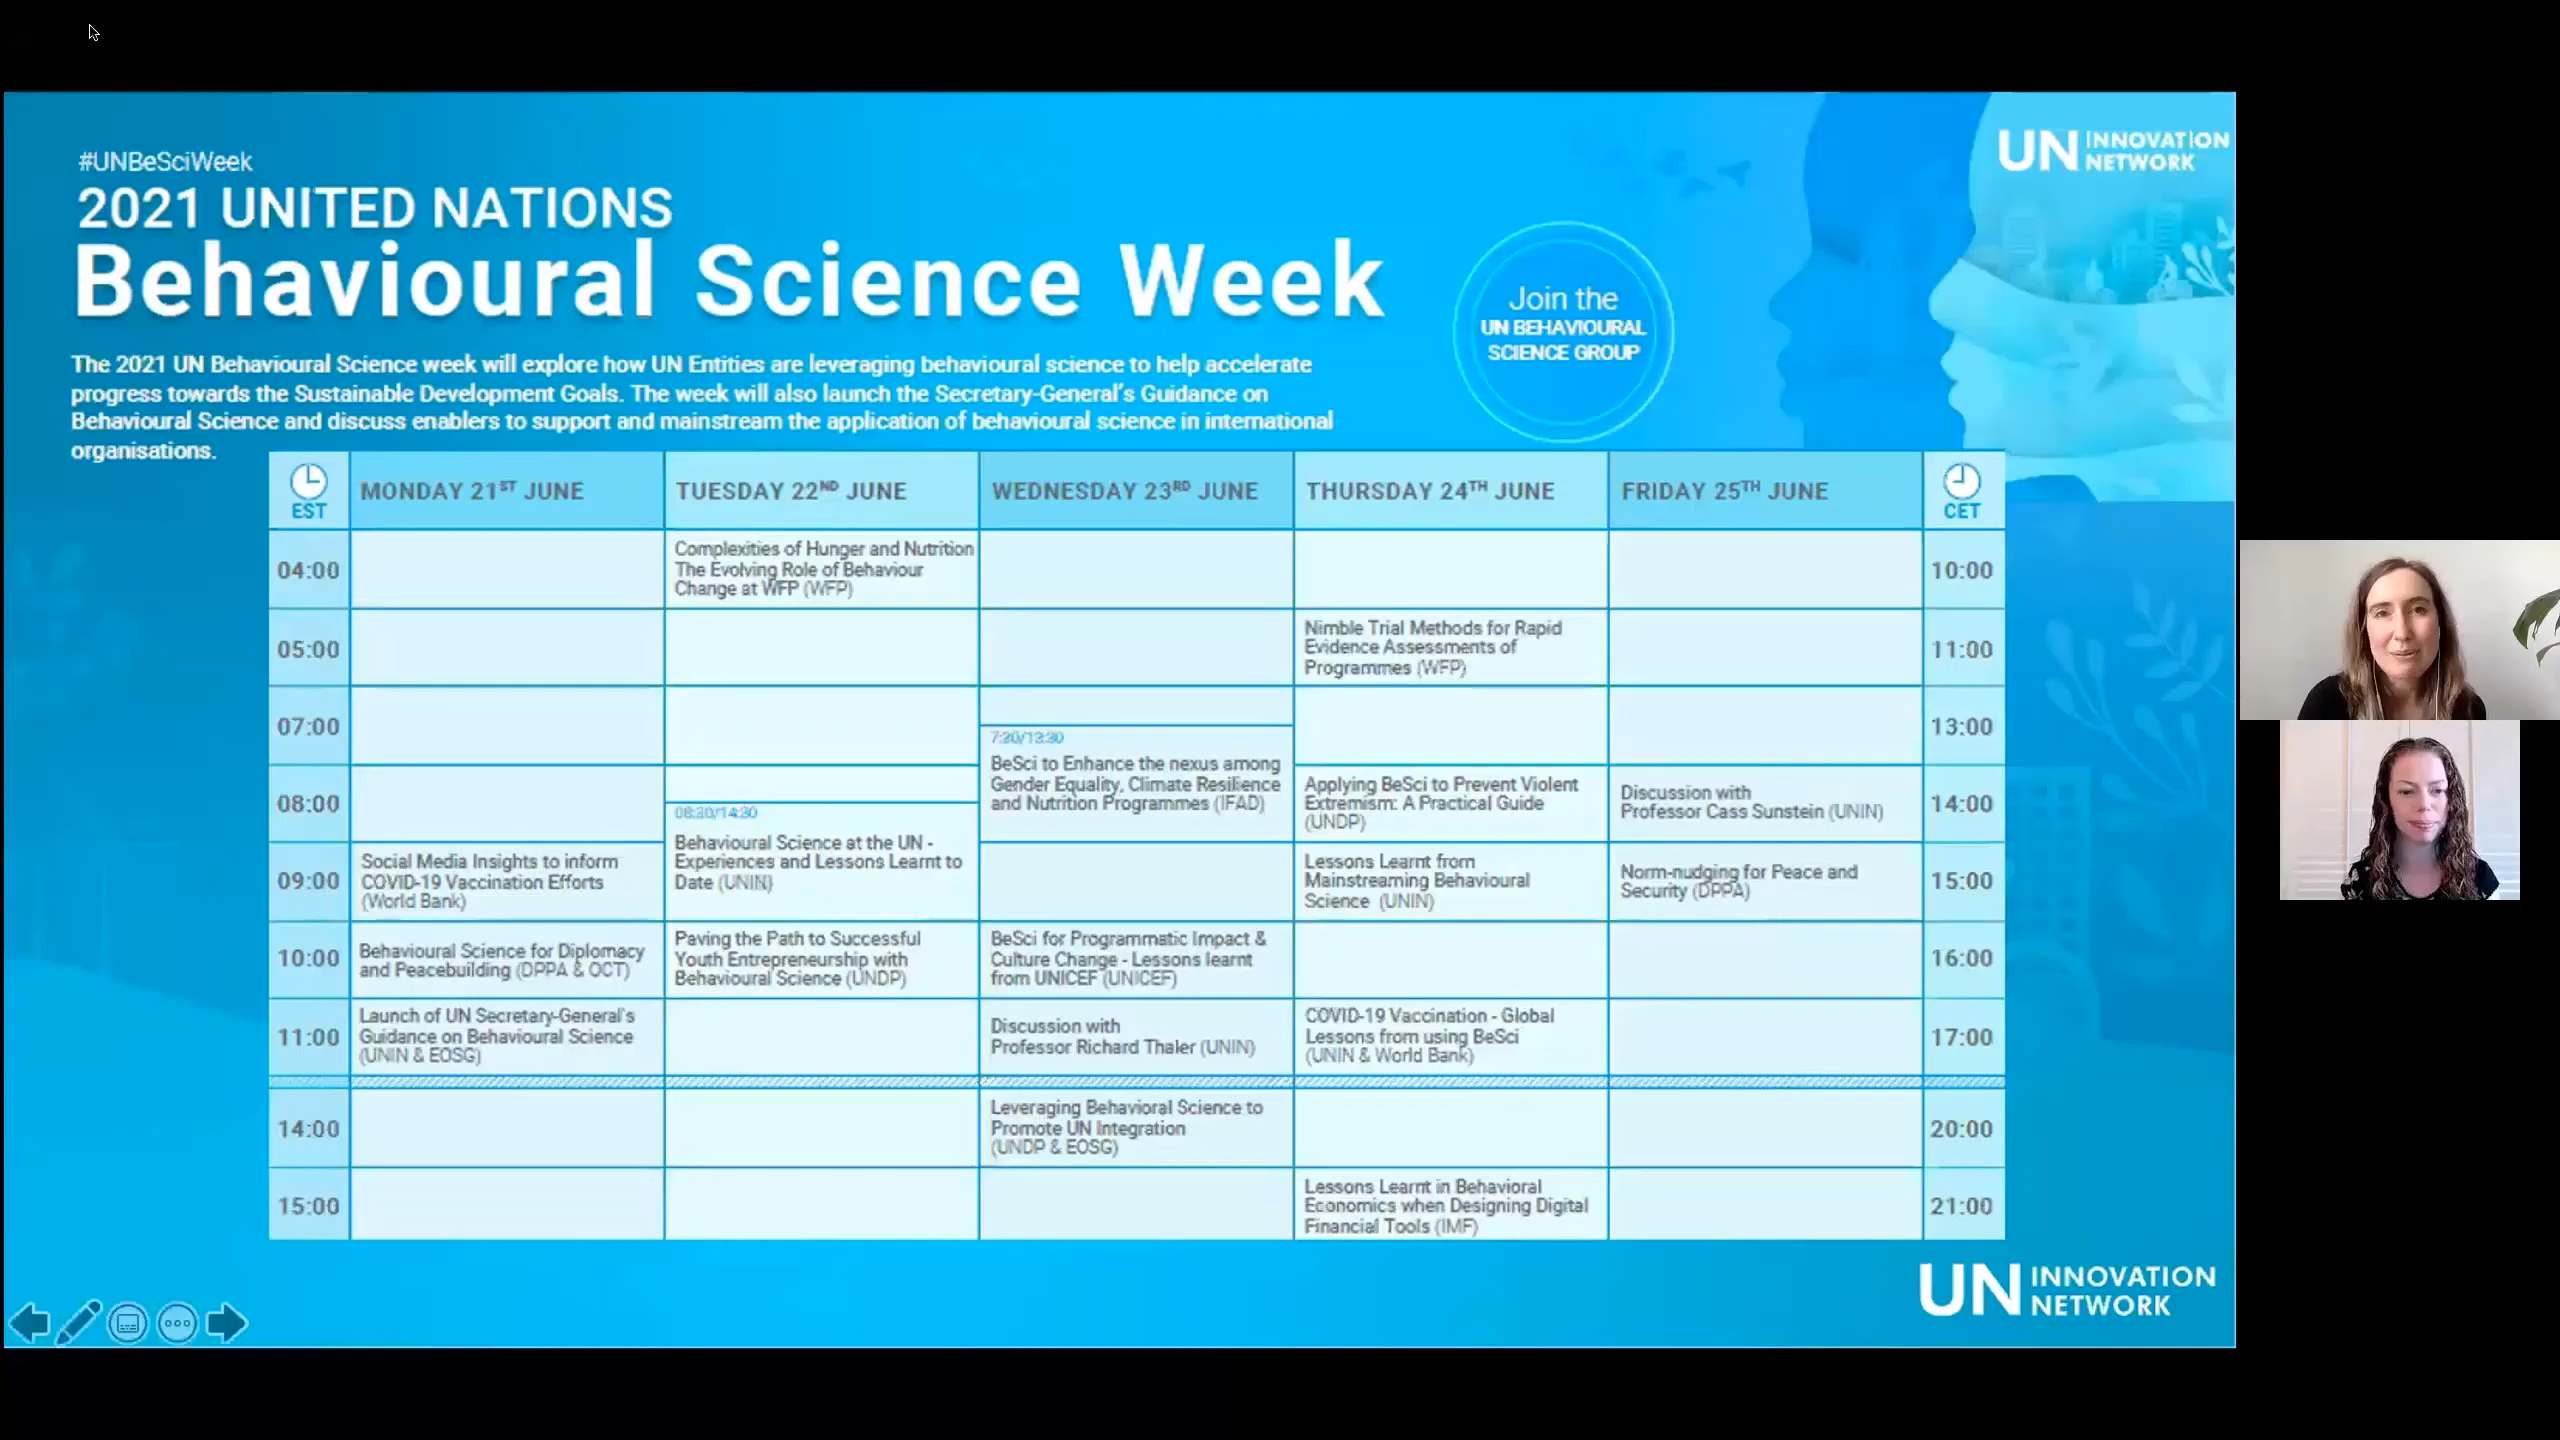 #UNBeSciWeek
2021 UNITED NATIONS
Behavioural Science Week
UN INNOVATION
NETWORK
Join the
UN BEHAVIOURAL
SCIENCE GROUP
The 2021 UN Behavioural Science week will explore how UN Entities are leveraging behavioural science to help accelerate
progress towards the Sustainable Development Goals. The week will also launch the Secretary-General's Guidance on
Behavioural Science and discuss enablers to support and mainstream the application of behavioural science in international
organisations.
EST
MONDAY 21ST JUNE
TUESDAY 22ND JUNE
WEDNESDAY 23RD JUNE
THURSDAY 24TH JUNE
FRIDAY 25TH JUNE
CET
04:00
Complexities of Hunger and Nutrition
The Evolving Role of Behaviour
Change at WFP (WFP)
10:00
05:00
Nimble Trial Methods for Rapid
Evidence Assessments of
Programmes (WFP)
11:00
07:00
7:30/13:30
BeSci to Enhance the nexus among
Gender Equality, Climate Resilience
and Nutrition Programmes (IFAD)
13:00
08:00
08:30/14:30
Behavioural Science at the UN -
Experiences and Lessons Learnt to
Date (UNIN)
Applying BeSci to Prevent Violent
Extremism: A Practical Guide
(UNDP)
Discussion with
Professor Cass Sunstein (UNIN)
14:00
09:00
Social Media Insights to inform
COVID-19 Vaccination Efforts
(World Bank)
Lessons Learnt from
Mainstreaming Behavioural
Science (UNIN)
Norm-nudging for Peace and
Security (DPPA)
15:00
10:00
Behavioural Science for Diplomacy
and Peacebuilding (DPPA & OCT)
Paving the Path to Successful
Youth Entrepreneurship with
Behavioural Science (UNDP)
BeSci for Programmatic Impact &
Culture Change - Lessons learnt
from UNICEF (UNICEF)
16:00
11:00
Launch of UN Secretary-General's
Guidance on Behavioural Science
(UNIN & EOSG)
Discussion with
Professor Richard Thaler (UNIN)
COVID-19 Vaccination - Global
Lessons from using BeSci
(UNIN & World Bank)
17:00
14:00
Leveraging Behavioral Science to
Promote UN Integration
(UNDP & EOSG)
20:00
15:00
Lessons Learnt in Behavioral
Economics when Designing Digital
Financial Tools (IMF)
21:00
UN INNOVATION
NETWORK